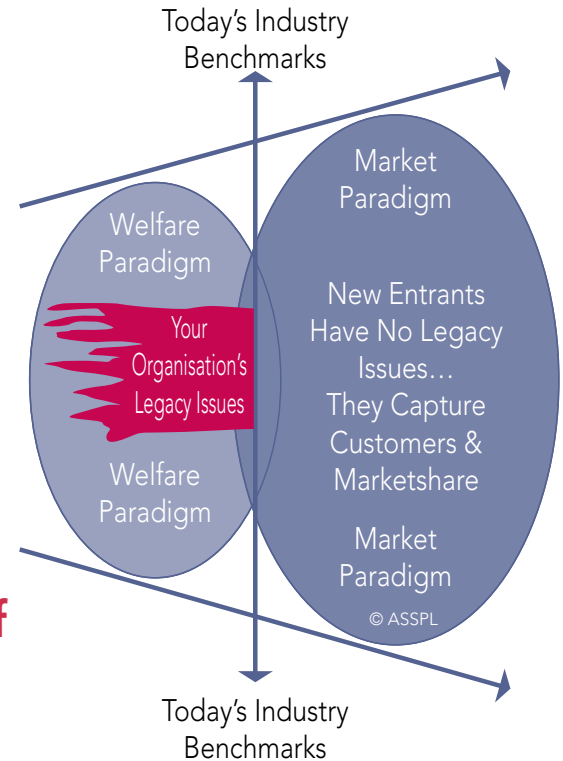 Today's Industry
Benchmarks
Welfare
Paradigm
Your
Organisation's
Legacy Issues
Welfare
Paradigm
Market
Paradigm
New Entrants
Have No Legacy
Issues…
They Capture
Customers &
Marketshare
Market
Paradigm
© ASSPL
f
Today's Industry
Benchmarks